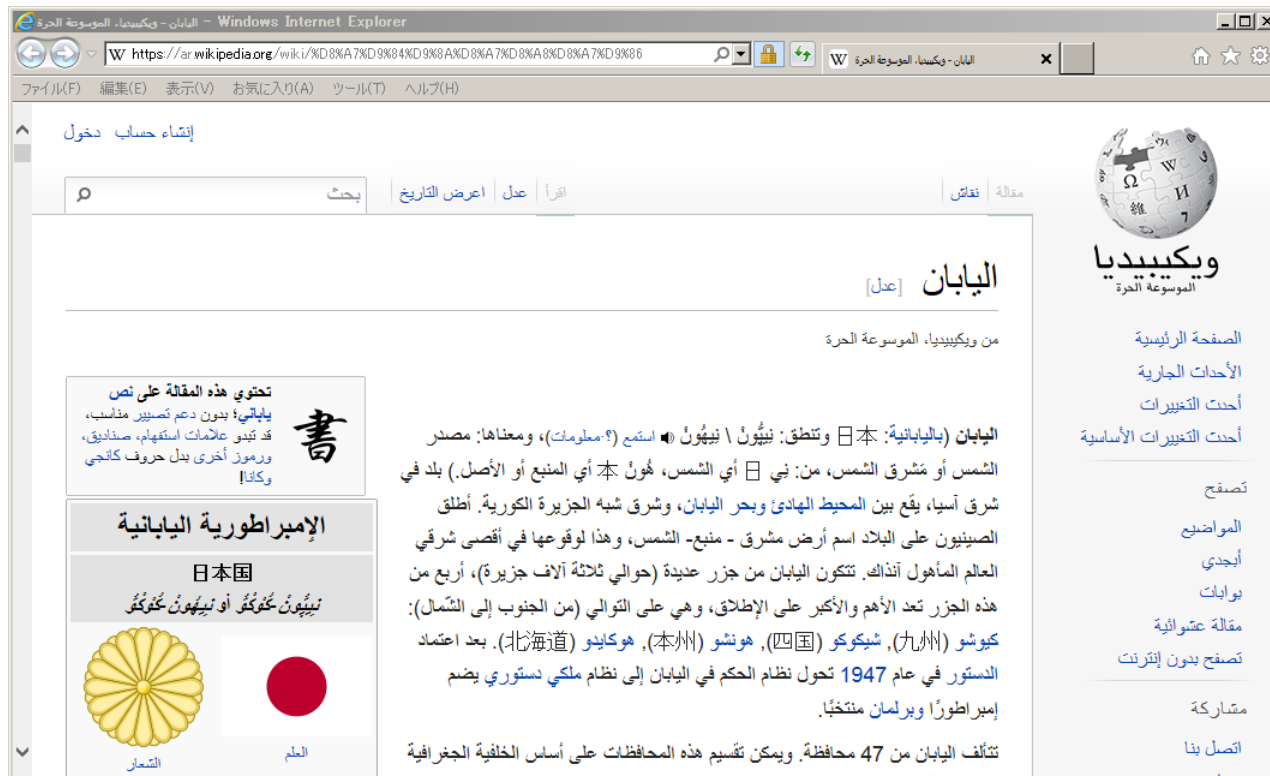 اليابان - ويكيبيديا، الموسوعة الحرة - Windows Internet Explorer
https://ar.wikipedia.org/wiki/%D8%A7%D9%84%D9%8A%D8%A7%D8%A8%D8%A7%D9%86
اليابان - ويكيبيديا، الموسوعة الحرة
ファイル(F) 編集(E) 表示(V) お気に入り(A) ツール(T) ヘルプ(H)
إنشاء حساب دخول
مقالة نقاش
اقرأ عدل اعرض التاريخ
بحث
ويكيبيديا
الموسوعة الحرة
الصفحة الرئيسية
الأحداث الجارية
أحدث التغييرات
أحدث التغييرات الأساسية
تصفح
المواضيع
أبجدي
بوابات
مقالة عشوائية
تصفح بدون إنترنت
مشاركة
اتصل بنا
اليابان [عدل]
من ويكيبيديا، الموسوعة الحرة
اليابان (باليابانية: 日本 وتنطق: نِيپُّونْ \ نِيهُونْ استمع (؟·معلومات)، ومعناها: مصدر
الشمس أو مَشرق الشمس، من: نِي 日 أي الشمس، هُونْ 本 أي المنبع أو الأصل.) بلد في
شرق آسيا، يقع بين المحيط الهادئ وبحر اليابان، وشرق شبه الجزيرة الكورية. أطلق
الصينيون على البلاد اسم أرض مشرق - منبع- الشمس، وهذا لوقوعها في أقصى شرقي
العالم المأهول آنذاك. تتكون اليابان من جزر عديدة (حوالي ثلاثة آلاف جزيرة)، أربع من
هذه الجزر تعد الأهم والأكبر على الإطلاق، وهي على التوالي (من الجنوب إلى الشّمال):
كيوشو (九州), شيكوكو (四国), هونشو (本州), هوكايدو (北海道). بعد اعتماد
الدستور في عام 1947 تحول نظام الحكم في اليابان إلى نظام ملكي دستوري يضم
إمبراطورًا وبرلمان منتخبًا.
تتألف اليابان من 47 محافظة. ويمكن تقسيم هذه المحافظات على أساس الخلفية الجغرافية
書
تحتوي هذه المقالة على نص
ياباني؛ بدون دعم تصيير مناسب،
قد تبدو علامات استفهام، صناديق،
ورموز أخرى بدل حروف كانجي
وكانا!
الإمبراطورية اليابانية
日本国
نيپُّونْ-كُوكُو أو نيهُونْ-كُوكُو
العلم
الشعار